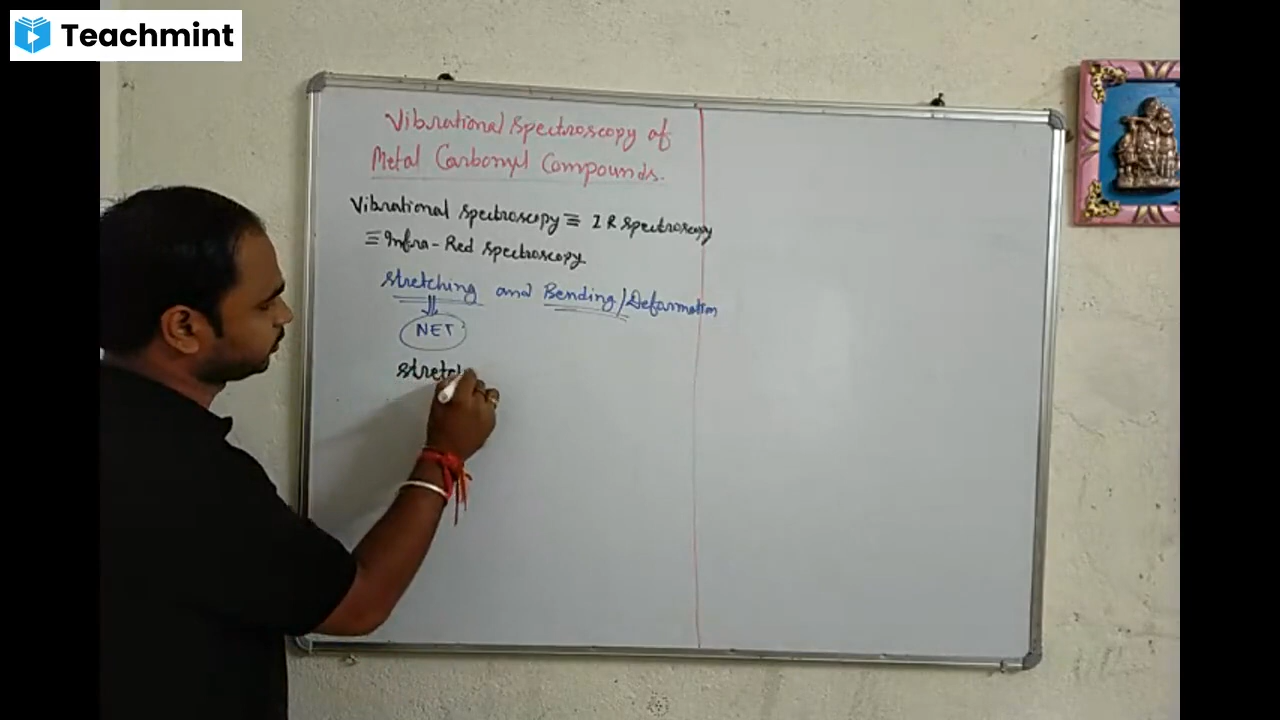 Teachmint
Vibrational Spectroscopy of
Metal Carbonyl Compounds.
Vibrational Spectroscopy ≡ IR Spectroscopy
≡ Infra-Red Spectroscopy
Stretching and Bending/Deformation
NET
Stretch